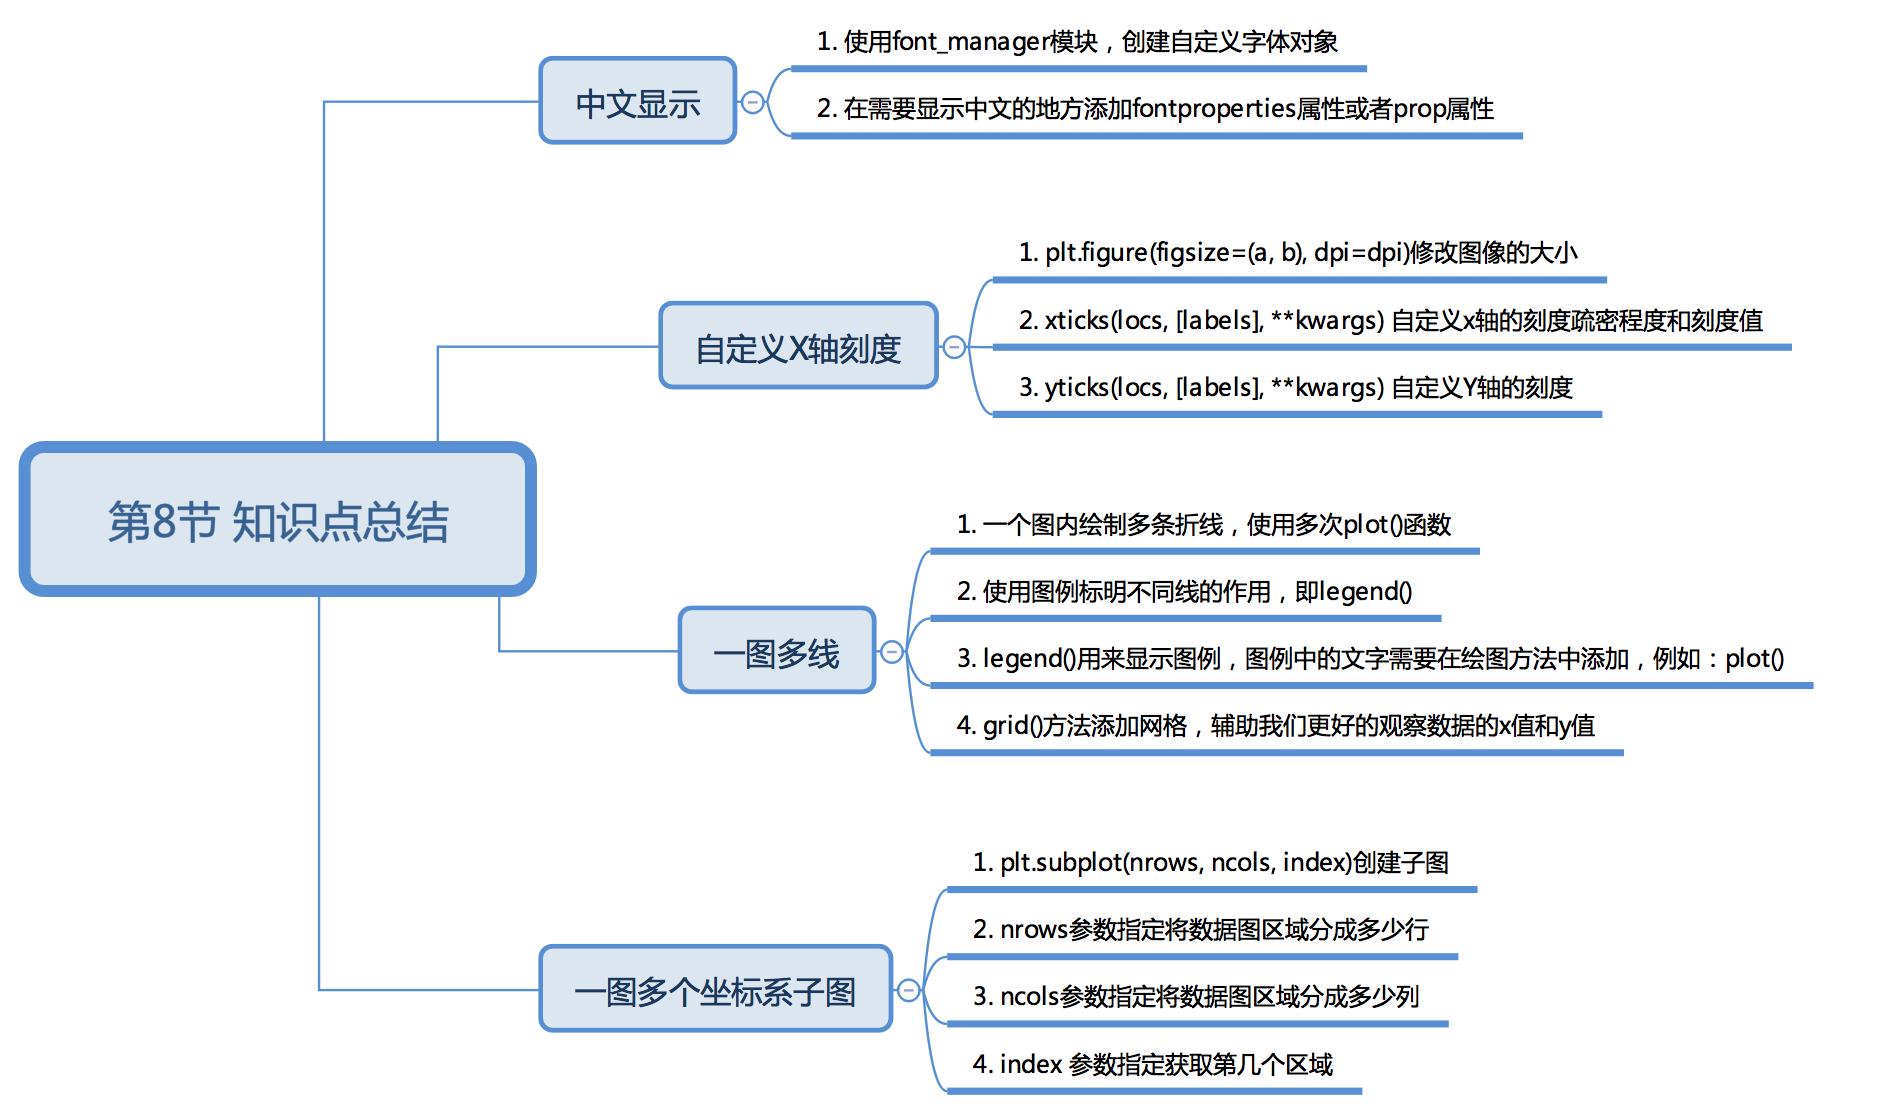 第8节 知识点总结
中文显示
1. 使用font_manager模块，创建自定义字体对象
2. 在需要显示中文的地方添加fontproperties属性或者prop属性
自定义X轴刻度
1. plt.figure(figsize=(a, b), dpi=dpi)修改图像的大小
2. xticks(locs, [labels], **kwargs) 自定义x轴的刻度疏密程度和刻度值
3. yticks(locs, [labels], **kwargs) 自定义Y轴的刻度
一图多线
1. 一个图内绘制多条折线，使用多次plot()函数
2. 使用图例标明不同线的作用，即legend()
3. legend()用来显示图例，图例中的文字需要在绘图方法中添加，例如：plot()
4. grid()方法添加网格，辅助我们更好的观察数据的x值和y值
一图多个坐标系子图
1. plt.subplot(nrows, ncols, index)创建子图
2. nrows参数指定将数据图区域分成多少行
3. ncols参数指定将数据图区域分成多少列
4. index 参数指定获取第几个区域